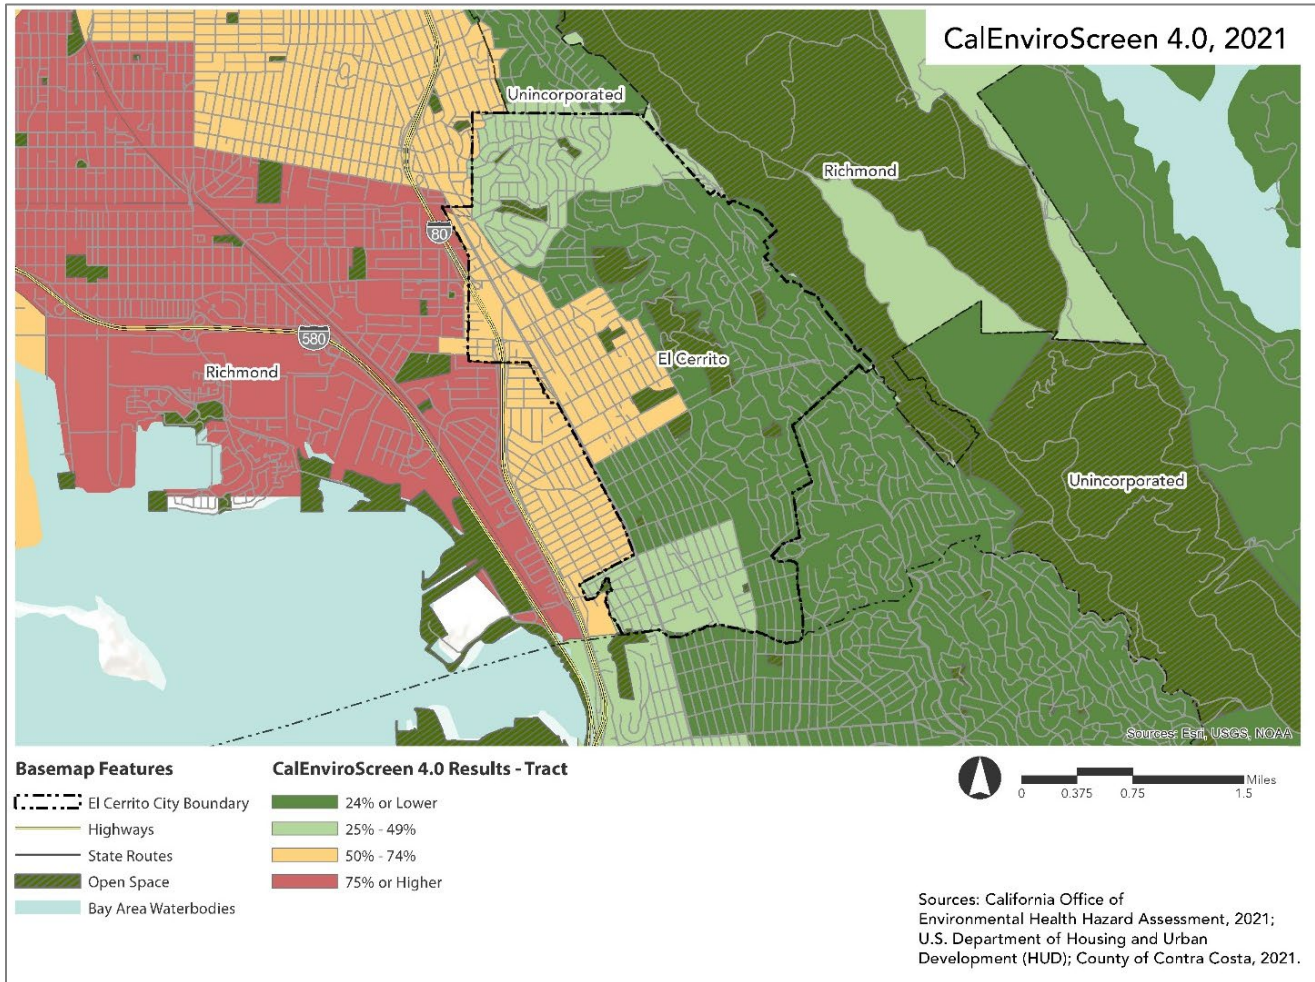 CalEnviroScreen 4.0, 2021
Unincorporated
Richmond
80
580
El Cerrito
Richmond
Unincorporated
Sources: Esri, USGS, NOAA
Basemap Features
El Cerrito City Boundary
Highways
State Routes
Open Space
Bay Area Waterbodies
CalEnviroScreen 4.0 Results - Tract
24% or Lower
25% - 49%
50% - 74%
75% or Higher
Miles
0 0.375 0.75 1.5
Sources: California Office of
Environmental Health Hazard Assessment, 2021;
U.S. Department of Housing and Urban
Development (HUD); County of Contra Costa, 2021.